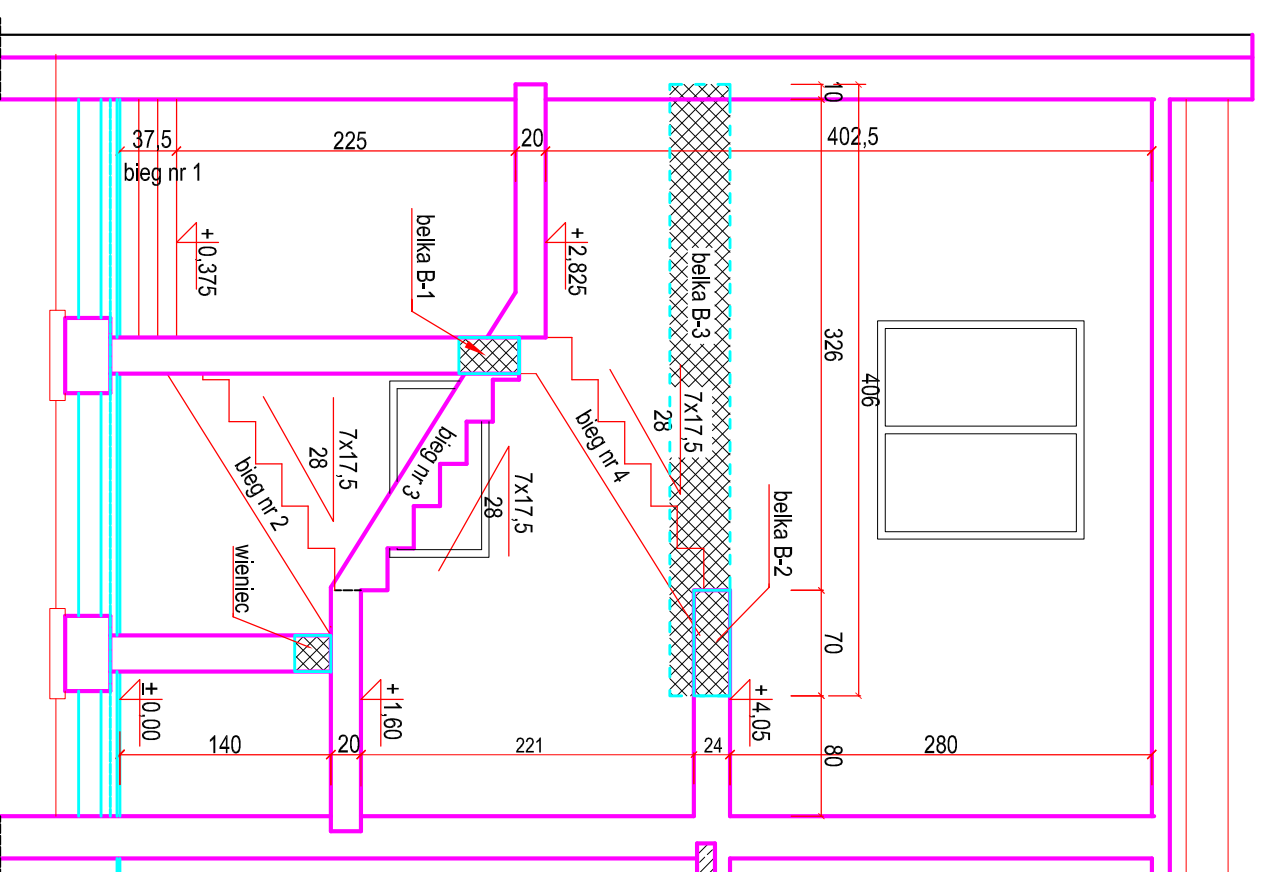 10
37,5
225
20
402,5
bieg nr 1
+0,375
belka B-1
+2,825
belka B-3
326
406
7x17,5
28
bieg nr 4
7x17,5
28
bieg nr 2
bieg nr 3
7x17,5
28
belka B-2
wieniec
70
±0,00
+1,60
+4,05
140
20
221
24
80
280